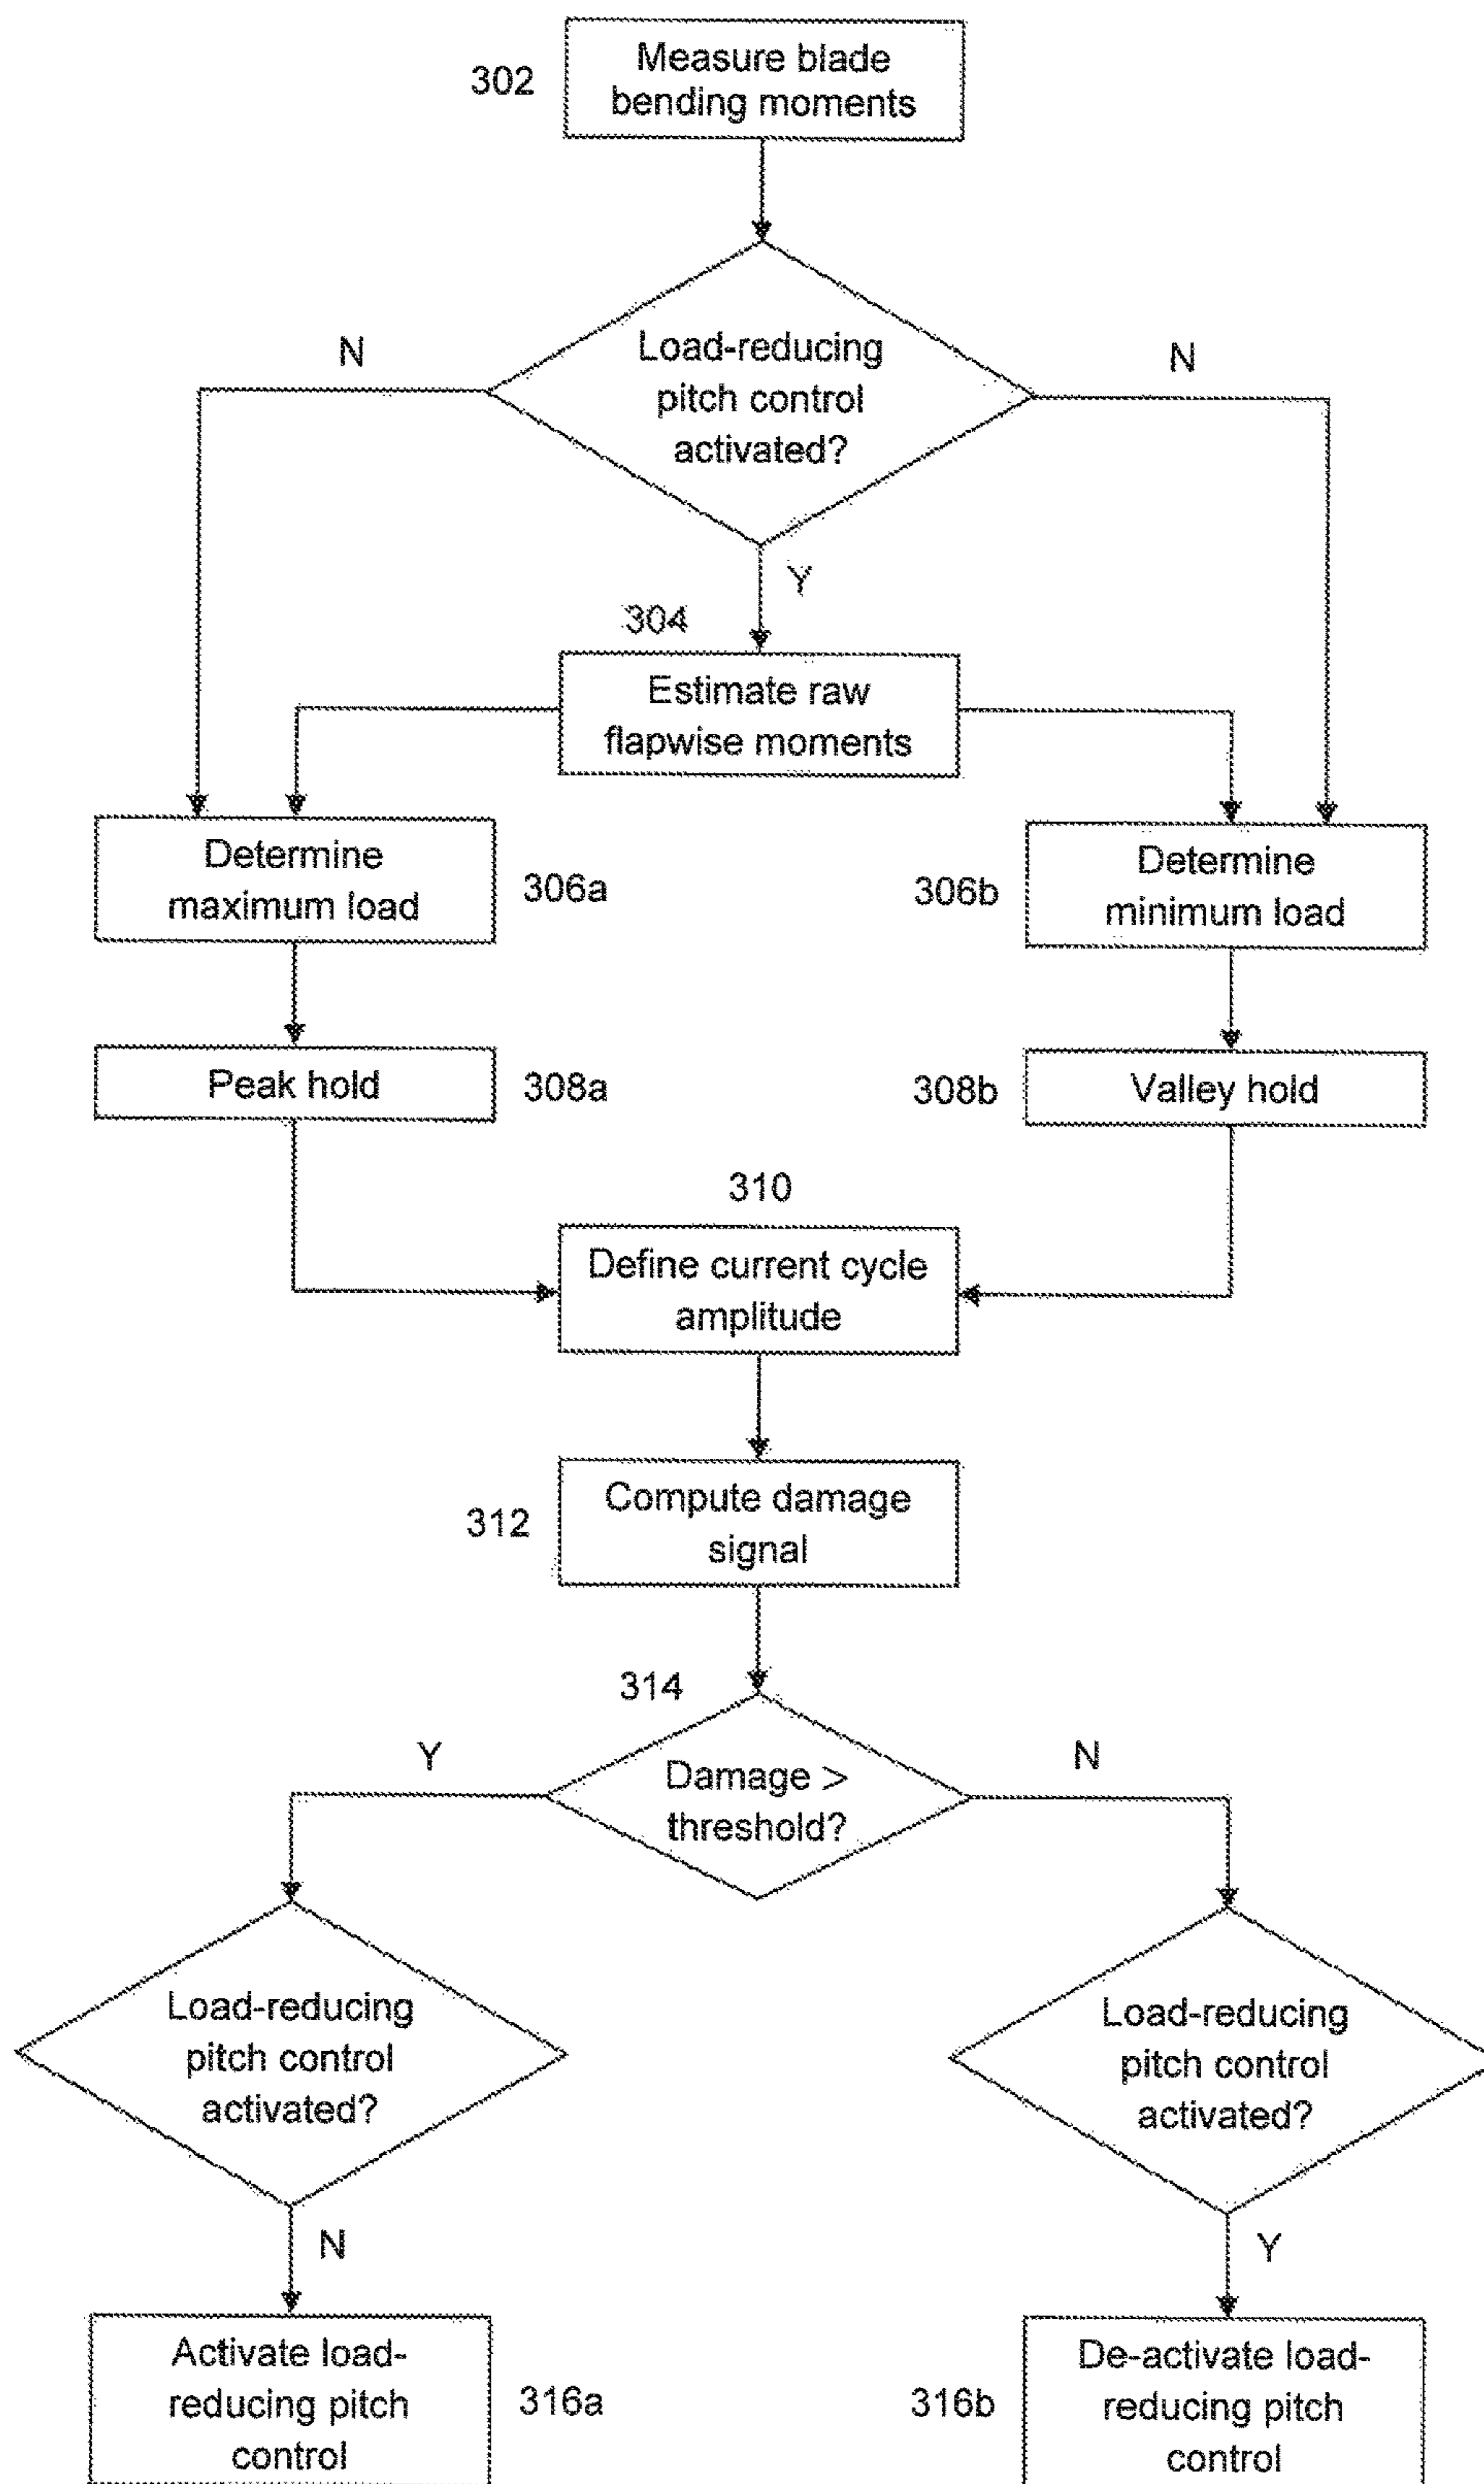 302
Measure blade
bending moments
N
Load-reducing
pitch control
activated?
N
Y
304
Estimate raw
flapwise moments
Determine
maximum load
306a
306b
Determine
minimum load
Peak hold
308a
308b
Valley hold
310
Define current cycle
amplitude
312
Compute damage
signal
314
Y
Damage >
threshold?
N
Load-reducing
pitch control
activated?
Load-reducing
pitch control
activated?
N
Y
Activate load-
reducing pitch
control
316a
316b
De-activate load-
reducing pitch
control